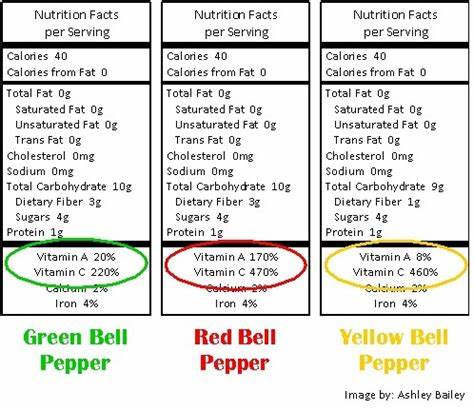 Nutrition Facts
per Serving
Calories 40
Calories from Fat 0
Total Fat 0g
Saturated Fat 0g
Unsaturated Fat 0g
Trans Fat 0g
Cholesterol 0mg
Sodium 0mg
Total Carbohydrate 10g
Dietary Fiber 3g
Sugars 4g
Protein 1g
Vitamin A 20%
Vitamin C 220%
Calcium 2%
Iron 4%
Green Bell
Pepper
Nutrition Facts
per Serving
Calories 40
Calories from Fat 0
Total Fat 0g
Saturated Fat 0g
Unsaturated Fat 0g
Trans Fat 0g
Cholesterol 0mg
Sodium 0mg
Total Carbohydrate 10g
Dietary Fiber 3g
Sugars 4g
Protein 1g
Vitamin A 170%
Vitamin C 470%
Calcium 2%
Iron 4%
Red Bell
Pepper
Nutrition Facts
per Serving
Calories 40
Calories from Fat 0
Total Fat 0g
Saturated Fat 0g
Unsaturated Fat 0g
Trans Fat 0g
Cholesterol 0mg
Sodium 0mg
Total Carbohydrate 9g
Dietary Fiber 1g
Sugars 4g
Protein 1g
Vitamin A 8%
Vitamin C 460%
Calcium 2%
Iron 4%
Yellow Bell
Pepper
Image by: Ashley Bailey